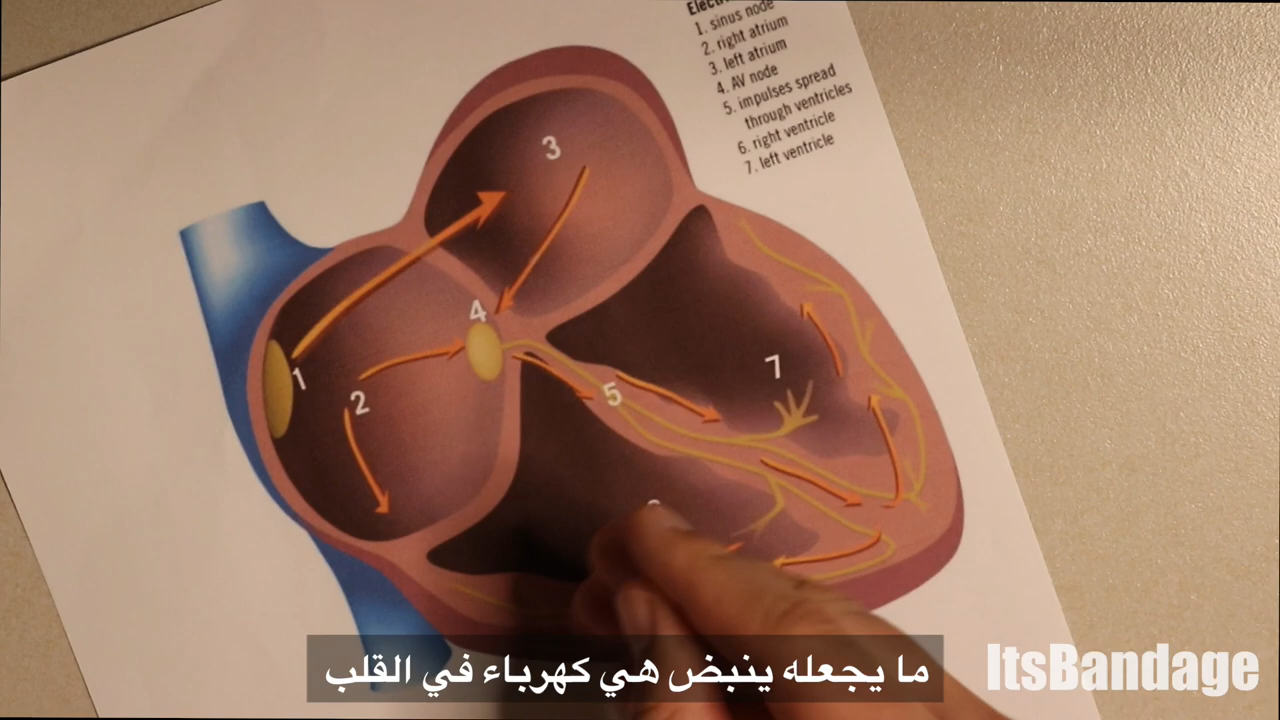 1. sinus node
2. right atrium
3. left atrium
4. AV node
5. impulses spread
through ventricles
6. right ventricle
7. left ventricle
3
4
1
2
5
7
ما يجعله ينبض هي كهرباء في القلب
ItsBandage